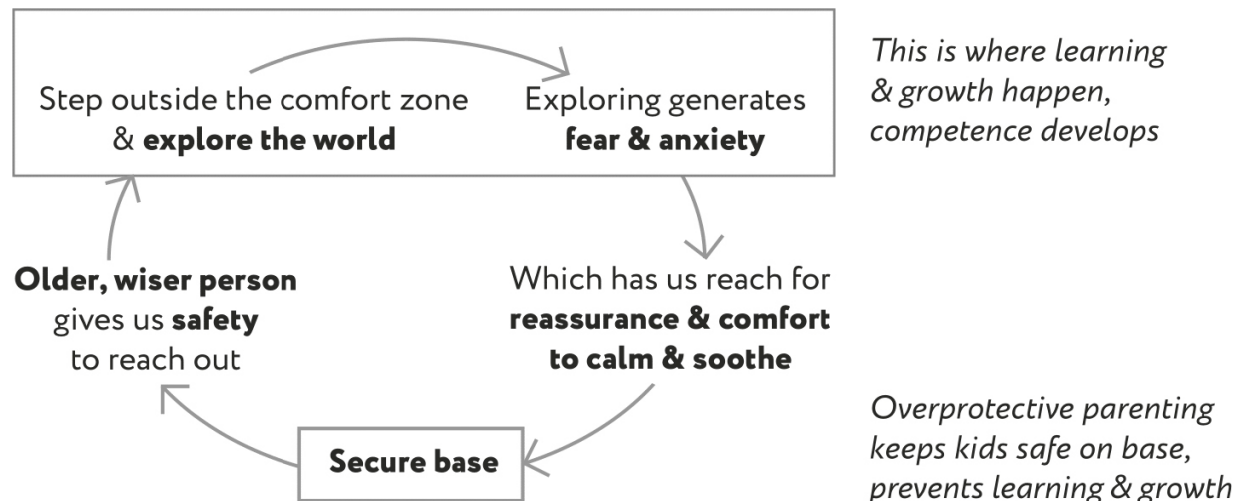 Step outside the comfort zone
& explore the world
Exploring generates
fear & anxiety
This is where learning
& growth happen,
competence develops
Older, wiser person
gives us safety
to reach out
Which has us reach for
reassurance & comfort
to calm & soothe
Secure base
Overprotective parenting
keeps kids safe on base,
prevents learning & growth